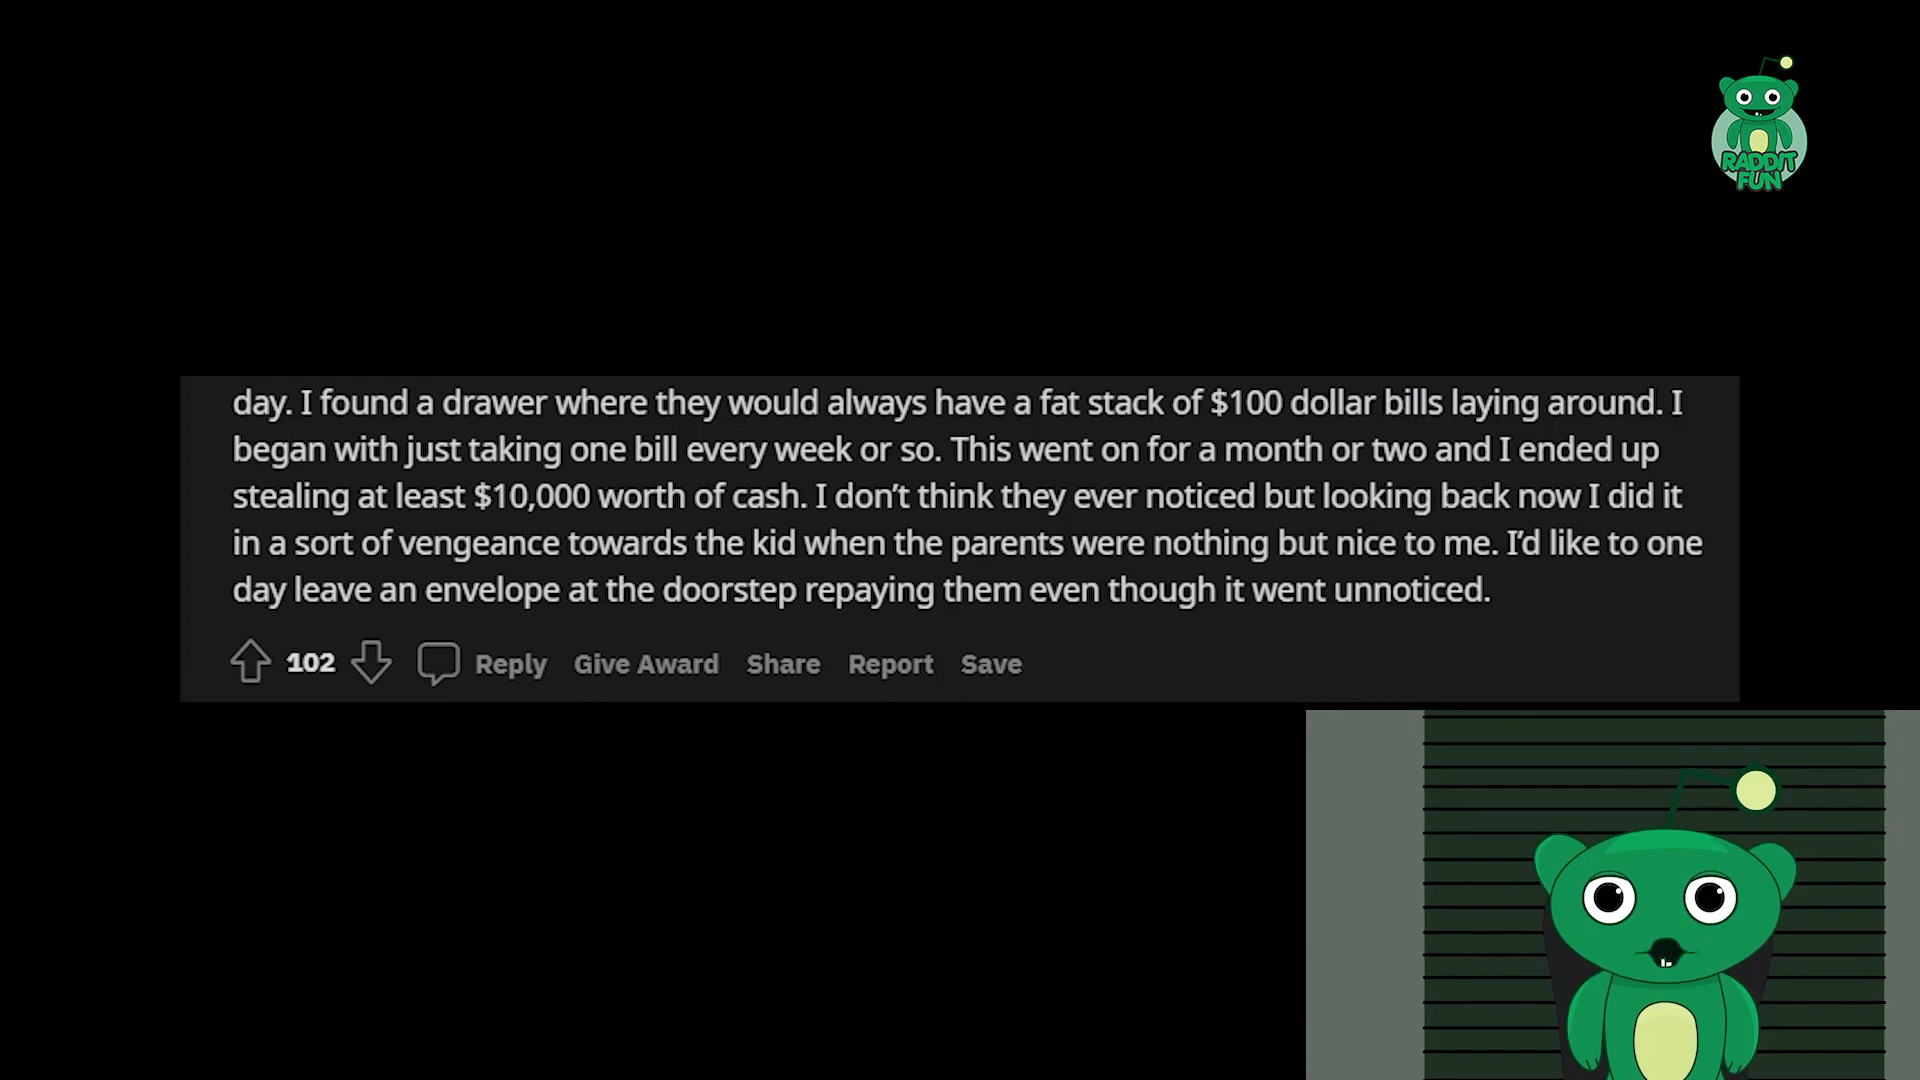 RADDIT
FUN
day. I found a drawer where they would always have a fat stack of $100 dollar bills laying around. I
began with just taking one bill every week or so. This went on for a month or two and I ended up
stealing at least $10,000 worth of cash. I don’t think they ever noticed but looking back now I did it
in a sort of vengeance towards the kid when the parents were nothing but nice to me. I’d like to one
day leave an envelope at the doorstep repaying them even though it went unnoticed.
102 Reply Give Award Share Report Save